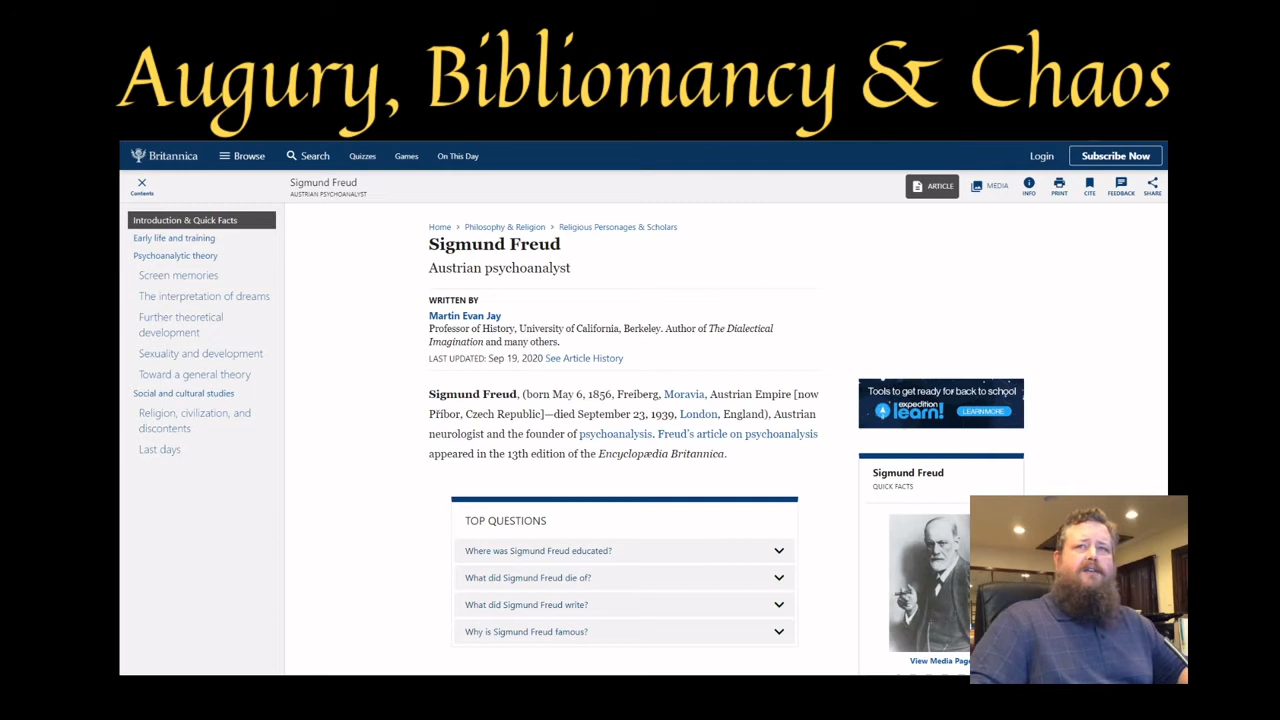 Augury, Bibliomancy & Chaos
Britannica Browse Search Quizzes Games On This Day Login Subscribe Now
Contents
Sigmund Freud
AUSTRIAN PSYCHOANALYST
ARTICLE MEDIA INFO PRINT CITE FEEDBACK SHARE
Introduction & Quick Facts
Early life and training
Psychoanalytic theory
Screen memories
The interpretation of dreams
Further theoretical
development
Sexuality and development
Toward a general theory
Social and cultural studies
Religion, civilization, and
discontents
Last days
Home > Philosophy & Religion > Religious Personages & Scholars
Sigmund Freud
Austrian psychoanalyst
WRITTEN BY
Martin Evan Jay
Professor of History, University of California, Berkeley. Author of The Dialectical
Imagination and many others.
LAST UPDATED: Sep 19, 2020 See Article History
Sigmund Freud, (born May 6, 1856, Freiberg, Moravia, Austrian Empire [now
Příbor, Czech Republic]—died September 23, 1939, London, England), Austrian
neurologist and the founder of psychoanalysis. Freud's article on psychoanalysis
appeared in the 13th edition of the Encyclopædia Britannica.
TOP QUESTIONS
Where was Sigmund Freud educated?
What did Sigmund Freud die of?
What did Sigmund Freud write?
Why is Sigmund Freud famous?
Tools to get ready for back to school
expedition
learn! LEARN MORE
Sigmund Freud
QUICK FACTS
View Media Page